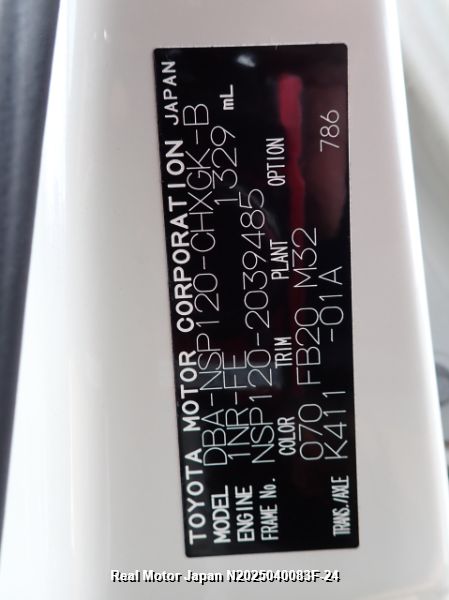 TOYOTA MOTOR CORPORATION JAPAN
MODEL DBA-NSP120-CHXGK-B
ENGINE 1NR-FE 1329 mL
FRAME No. NSP120-2039485
COLOR TRIM PLANT OPTION
070 FB20 M32 786
TRANS./AXLE K411 -01A
Real Motor Japan N2025040083F-24